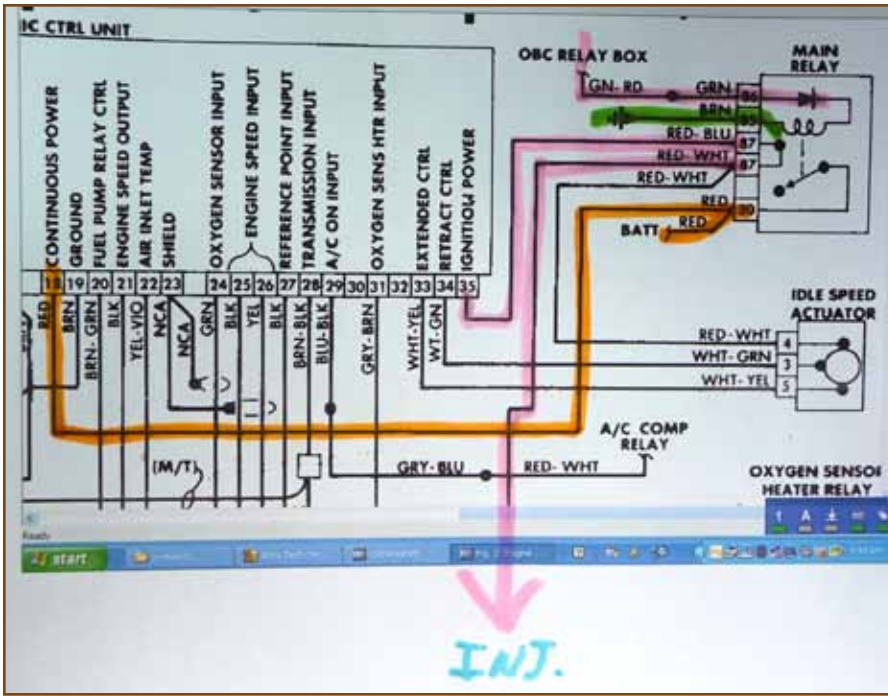 IC CTRL UNIT
OBC RELAY BOX
MAIN
RELAY
GN-RD
GRN
86
BRN
85
RED-BLU
87
RED-WHT
87
RED-WHT
RED
30
BATT
RED
CONTINUOUS POWER
GROUND
FUEL PUMP RELAY CTRL
ENGINE SPEED OUTPUT
AIR INLET TEMP
SHIELD
OXYGEN SENSOR INPUT
ENGINE SPEED INPUT
REFERENCE POINT INPUT
TRANSMISSION INPUT
A/C ON INPUT
OXYGEN SENS HTR INPUT
EXTENDED CTRL
RETRACT CTRL
IGNITION POWER
18 19 20 21 22 23 24 25 26 27 28 29 30 31 32 33 34 35
RED
BRN
BRN-GRN
BLK
YEL-VIO
NCA
NCA
GRN
BLK
YEL
BLK
BRN-BLK
BLU-BLK
GRY-BRN
WHT-YEL
WT-GN
IDLE SPEED
ACTUATOR
RED-WHT 4
WHT-GRN 3
WHT-YEL 5
A/C COMP
RELAY
(M/T)
GRY-BLU
RED-WHT
OXYGEN SENSOR
HEATER RELAY
Ready
start
INJ.